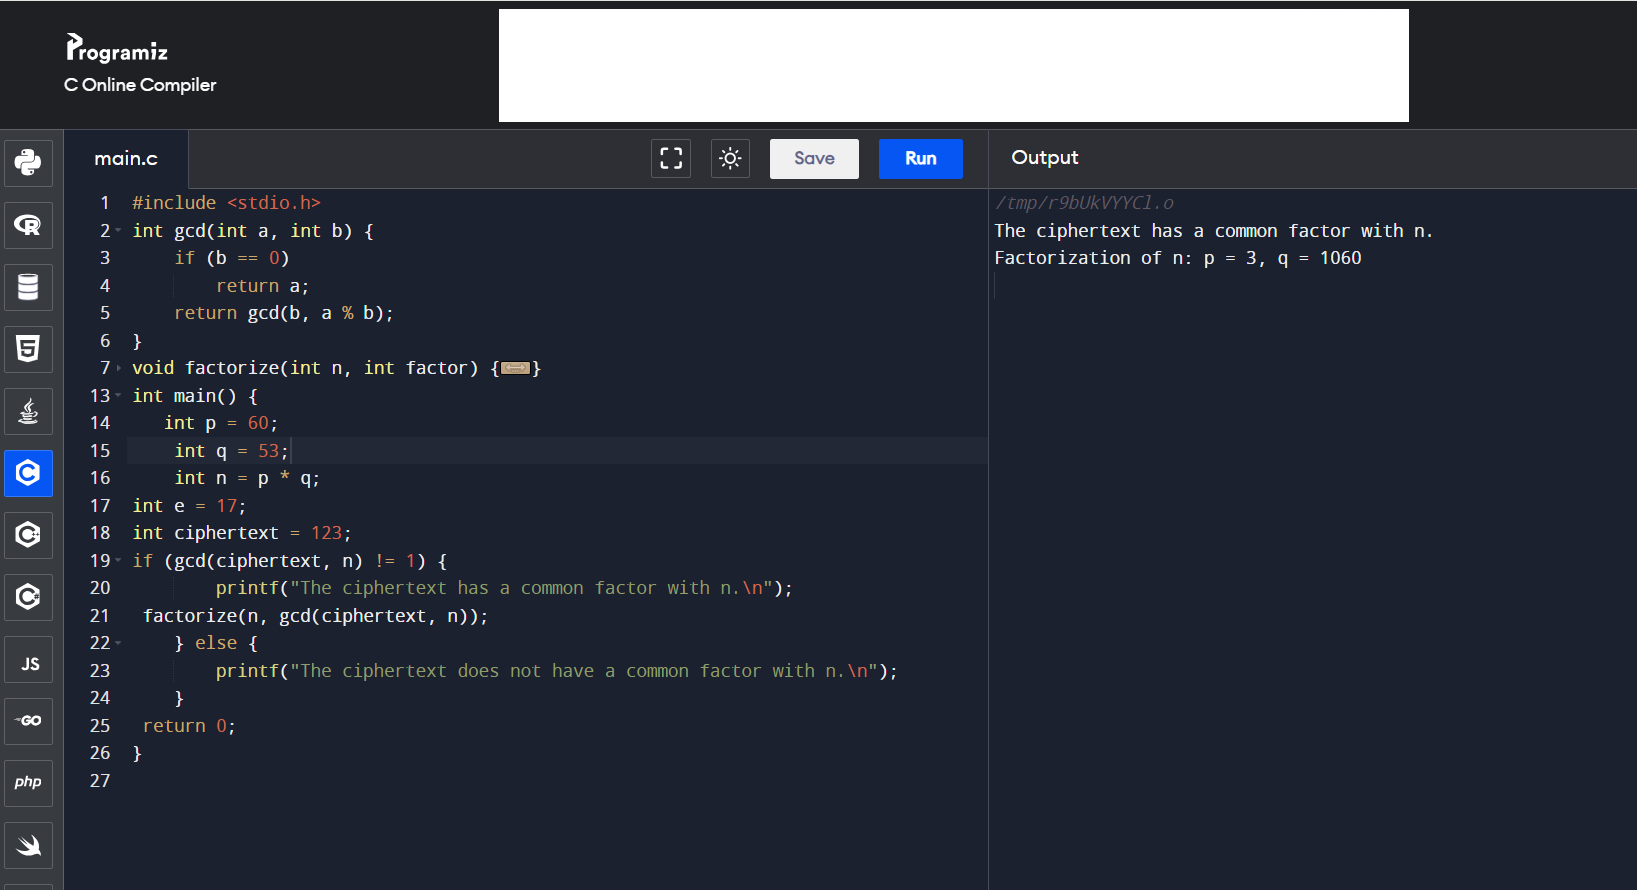 Programiz
C Online Compiler
main.c
Save
Run
Output
1 #include <stdio.h>
2 int gcd(int a, int b) {
3 if (b == 0)
4 return a;
5 return gcd(b, a % b);
6 }
7 void factorize(int n, int factor) {}
13 int main() {
14 int p = 60;
15 int q = 53;
16 int n = p * q;
17 int e = 17;
18 int ciphertext = 123;
19 if (gcd(ciphertext, n) != 1) {
20 printf("The ciphertext has a common factor with n.\n");
21 factorize(n, gcd(ciphertext, n));
22 } else {
23 printf("The ciphertext does not have a common factor with n.\n");
24 }
25 return 0;
26 }
27
/tmp/r9bUkVYYCl.o
The ciphertext has a common factor with n.
Factorization of n: p = 3, q = 1060
R
5
C
C++
C#
JS
GO
php